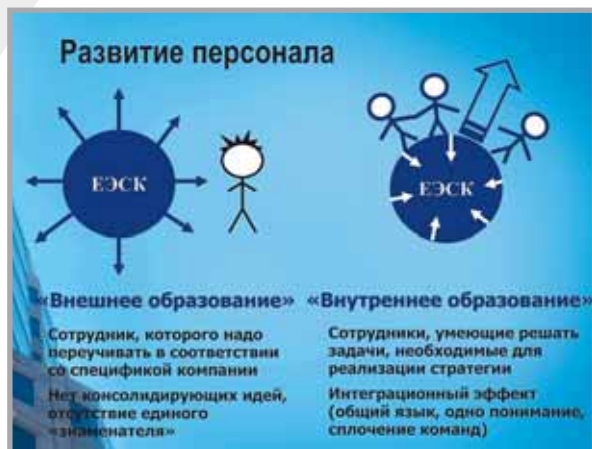 Развитие персонала
ЕЭСК
ЕЭСК
«Внешнее образование»
Сотрудник, которого надо
переучивать в соответствии
со спецификой компании
Нет консолидирующих идей,
отсутствие единого
«знаменателя»
«Внутреннее образование»
Сотрудники, умеющие решать
задачи, необходимые для
реализации стратегии
Интеграционный эффект
(общий язык, одно понимание,
сплочение команд)